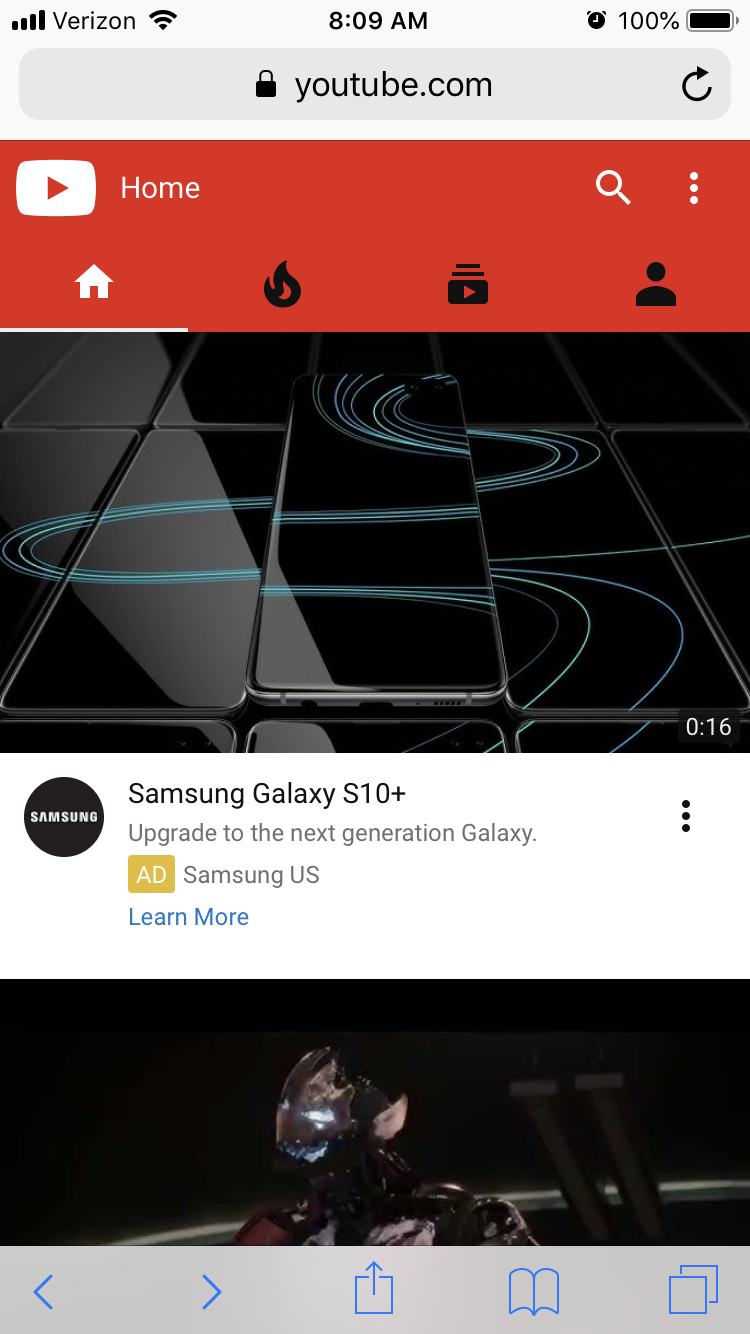 Verizon 8:09 AM 100%
youtube.com
Home
0:16
SAMSUNG
Samsung Galaxy S10+
Upgrade to the next generation Galaxy.
AD Samsung US
Learn More